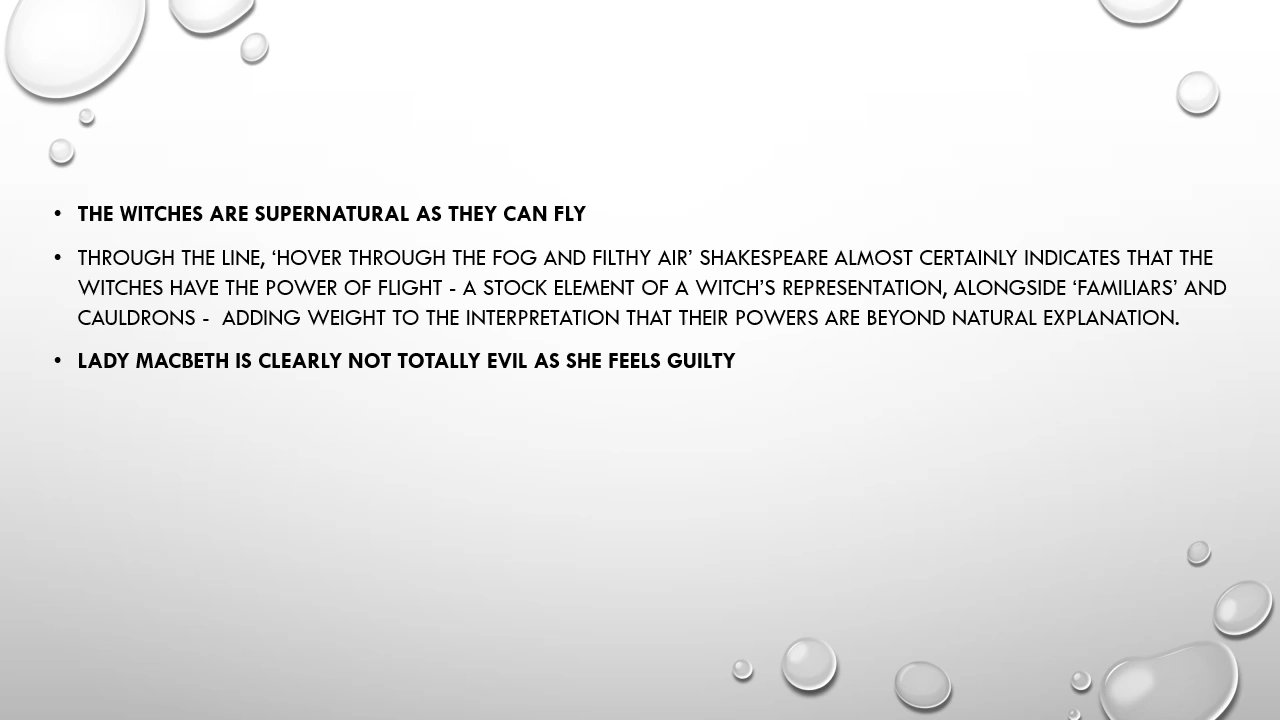 • THE WITCHES ARE SUPERNATURAL AS THEY CAN FLY
• THROUGH THE LINE, ‘HOVER THROUGH THE FOG AND FILTHY AIR’ SHAKESPEARE ALMOST CERTAINLY INDICATES THAT THE
WITCHES HAVE THE POWER OF FLIGHT - A STOCK ELEMENT OF A WITCH’S REPRESENTATION, ALONGSIDE ‘FAMILIARS’ AND
CAULDRONS -  ADDING WEIGHT TO THE INTERPRETATION THAT THEIR POWERS ARE BEYOND NATURAL EXPLANATION.
• LADY MACBETH IS CLEARLY NOT TOTALLY EVIL AS SHE FEELS GUILTY